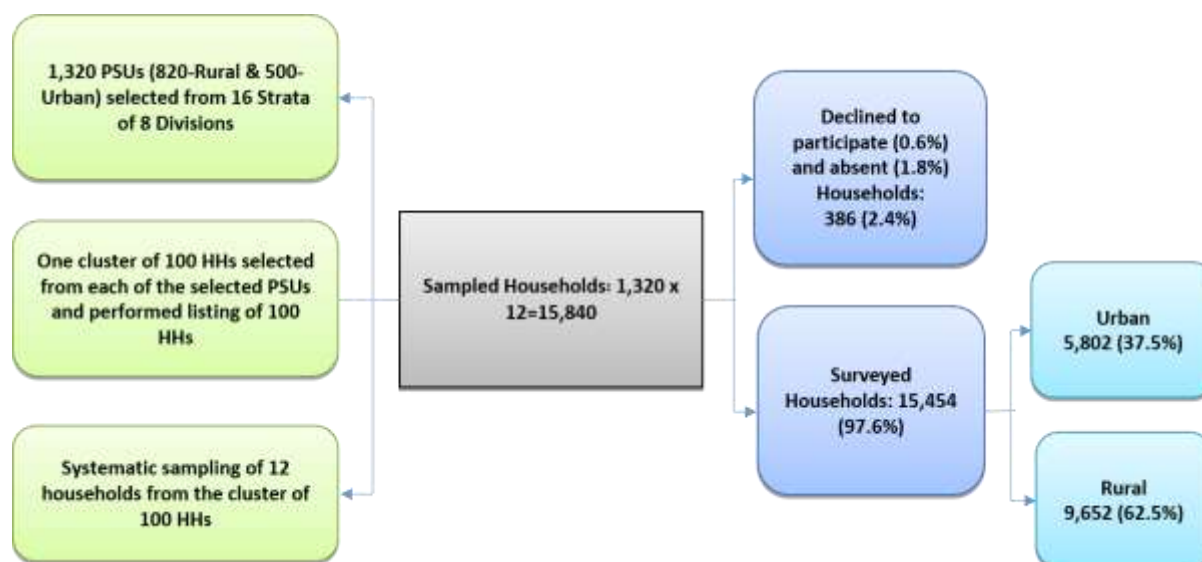 1,320 PSUs (820-Rural & 500-
Urban) selected from 16 Strata
of 8 Divisions
One cluster of 100 HHs selected
from each of the selected PSUs
and performed listing of 100
HHs
Systematic sampling of 12
households from the cluster of
100 HHs
Sampled Households: 1,320 x
12=15,840
Declined to
participate (0.6%)
and absent (1.8%)
Households:
386 (2.4%)
Surveyed
Households: 15,454
(97.6%)
Urban
5,802 (37.5%)
Rural
9,652 (62.5%)